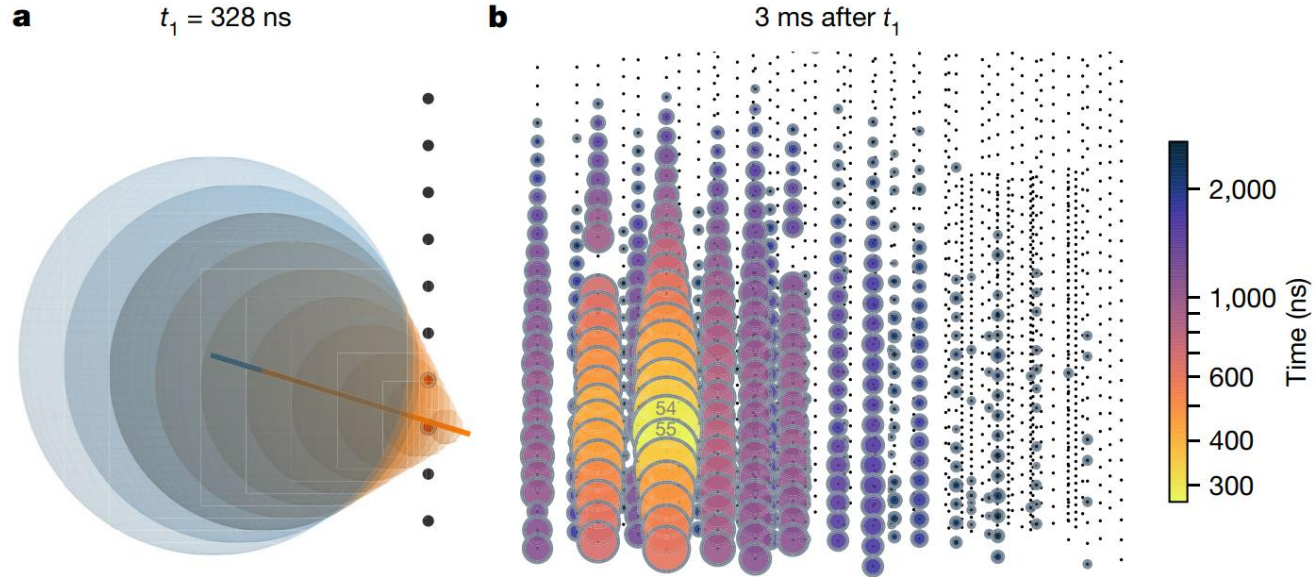 a
t₁ = 328 ns
b
3 ms after t₁
54
55
2,000
1,000
600
400
300
Time (ns)